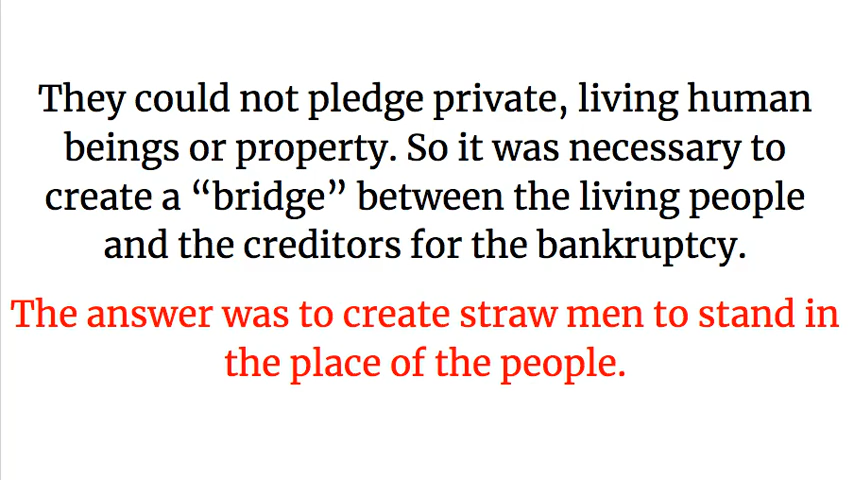 They could not pledge private, living human
beings or property. So it was necessary to
create a “bridge” between the living people
and the creditors for the bankruptcy.
The answer was to create straw men to stand in
the place of the people.